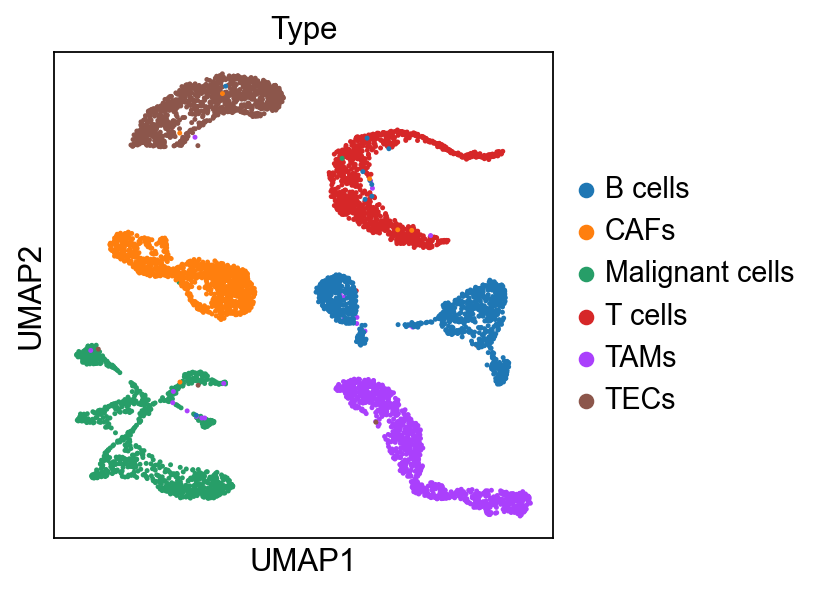 Type
UMAP2
UMAP1
B cells
CAFs
Malignant cells
T cells
TAMs
TECs